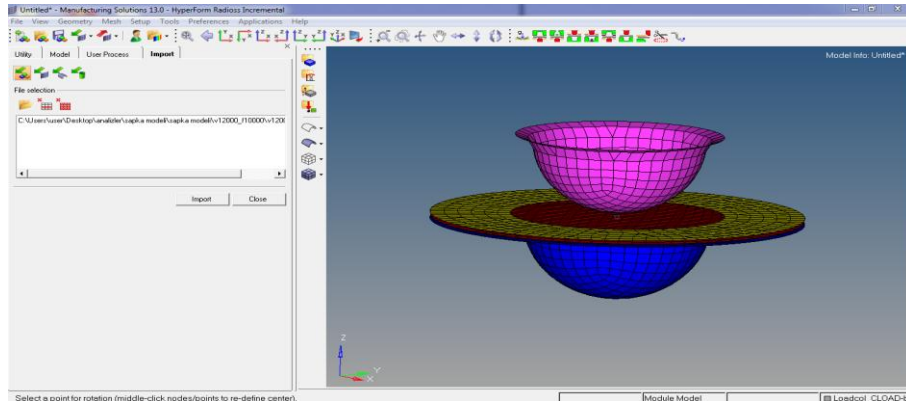 Untitled* - Manufacturing Solutions 13.0 - HyperForm Radioss Incremental
File View Geometry Mesh Setup Tools Preferences Applications Help
Utility Model User Process Import
Model Info: Untitled*
File selection
C:\Users\user\Desktop\analizler\sapka modeli\sapka modeli\v12000_f10000\v1200
Import Close
Z
Y
X
Select a point for rotation (middle-click nodes/points to re-define center).
Module Model
Loadcol CLOAD-